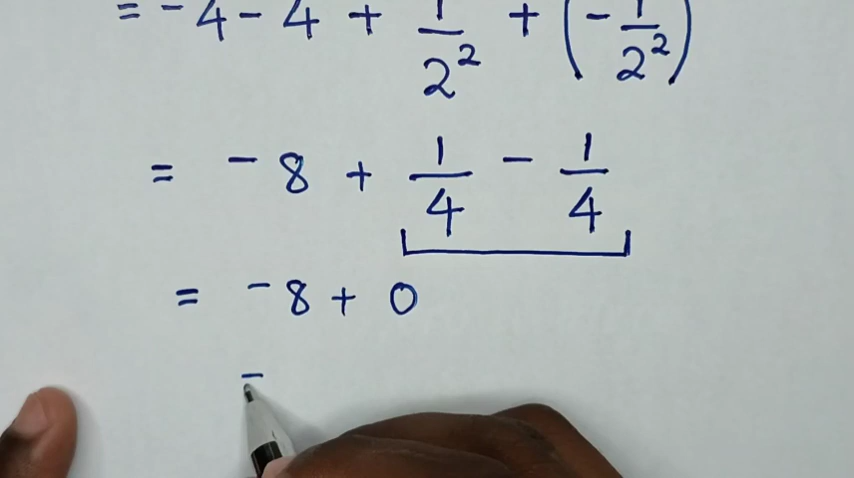 = -4 - 4 + 1/2² + (-1/2²)
= -8 + 1/4 - 1/4
= -8 + 0
-